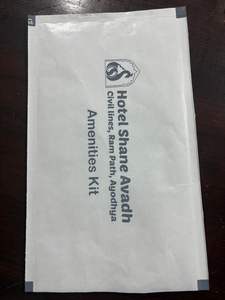 Hotel Shane Avadh
Civil lines, Ram Path, Ayodhya
Amenities Kit